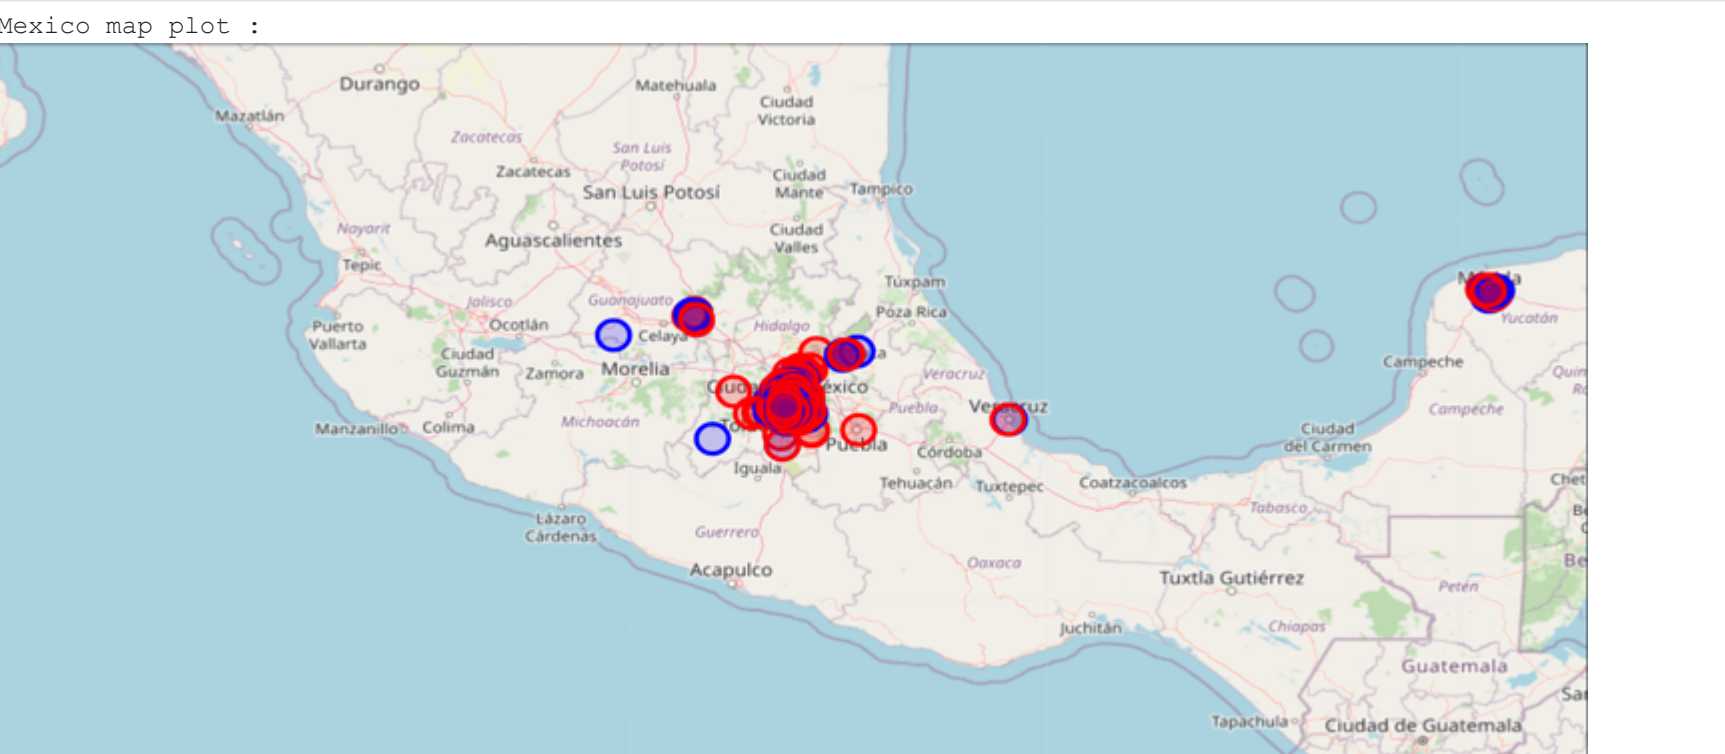 Mexico map plot :
Durango
Matehuala
Ciudad
Victoria
Mazatlán
Zacatecas
San Luis
Potosí
Zacatecas
Ciudad
Mante
San Luis Potosí
Tampico
Nayarit
Aguascalientes
Ciudad
Valles
Tepic
Túxpam
Jalisco
Guanajuato
Póza Rica
Yucatán
Puerto
Vallarta
Ocotlán
Celaya
Hidalgo
Ciudad
Guzmán
Zamora
Morelia
Veracruz
Campeche
Michoacán
Puebla
Campeche
Manzanillo
Colima
Puebla
Córdoba
Ciudad
del Carmen
Iguala
Tehuacán
Tuxtepec
Coatzacoalcos
Tabasco
Lázaro
Cárdenas
Guerrero
Acapulco
Oaxaca
Tuxtla Gutiérrez
Petén
Juchitán
Chiapas
Guatemala
Tapachula
Ciudad de Guatemala